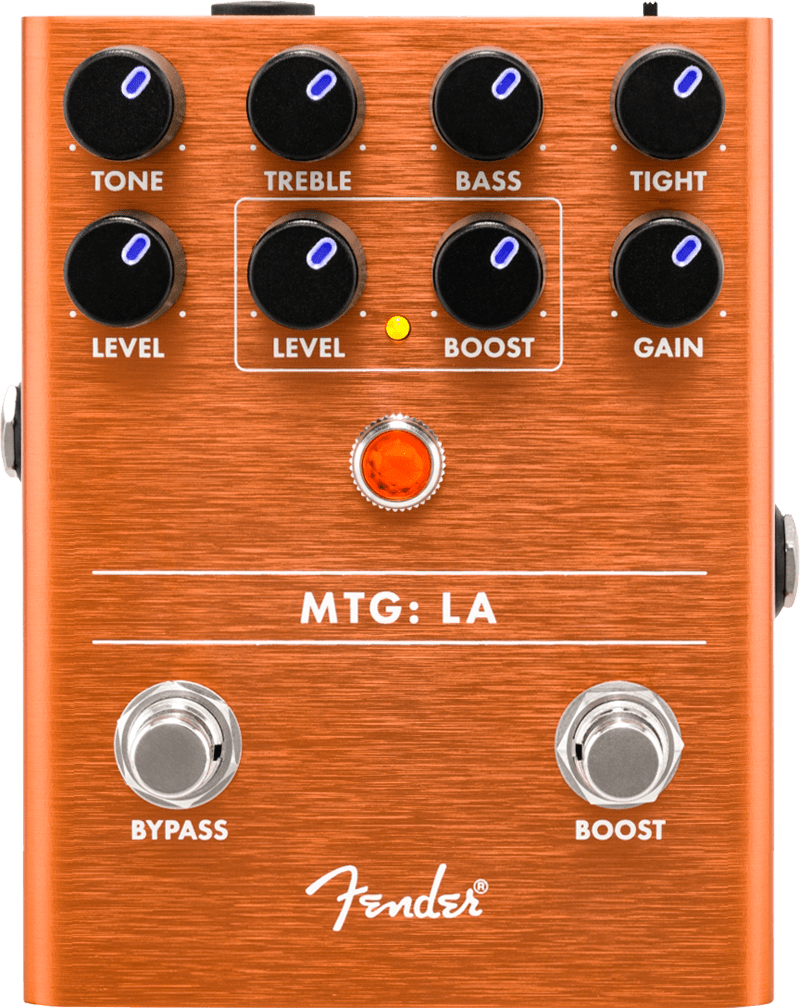 TONE TREBLE BASS TIGHT
LEVEL LEVEL BOOST GAIN
MTG: LA
BYPASS BOOST
Fender®